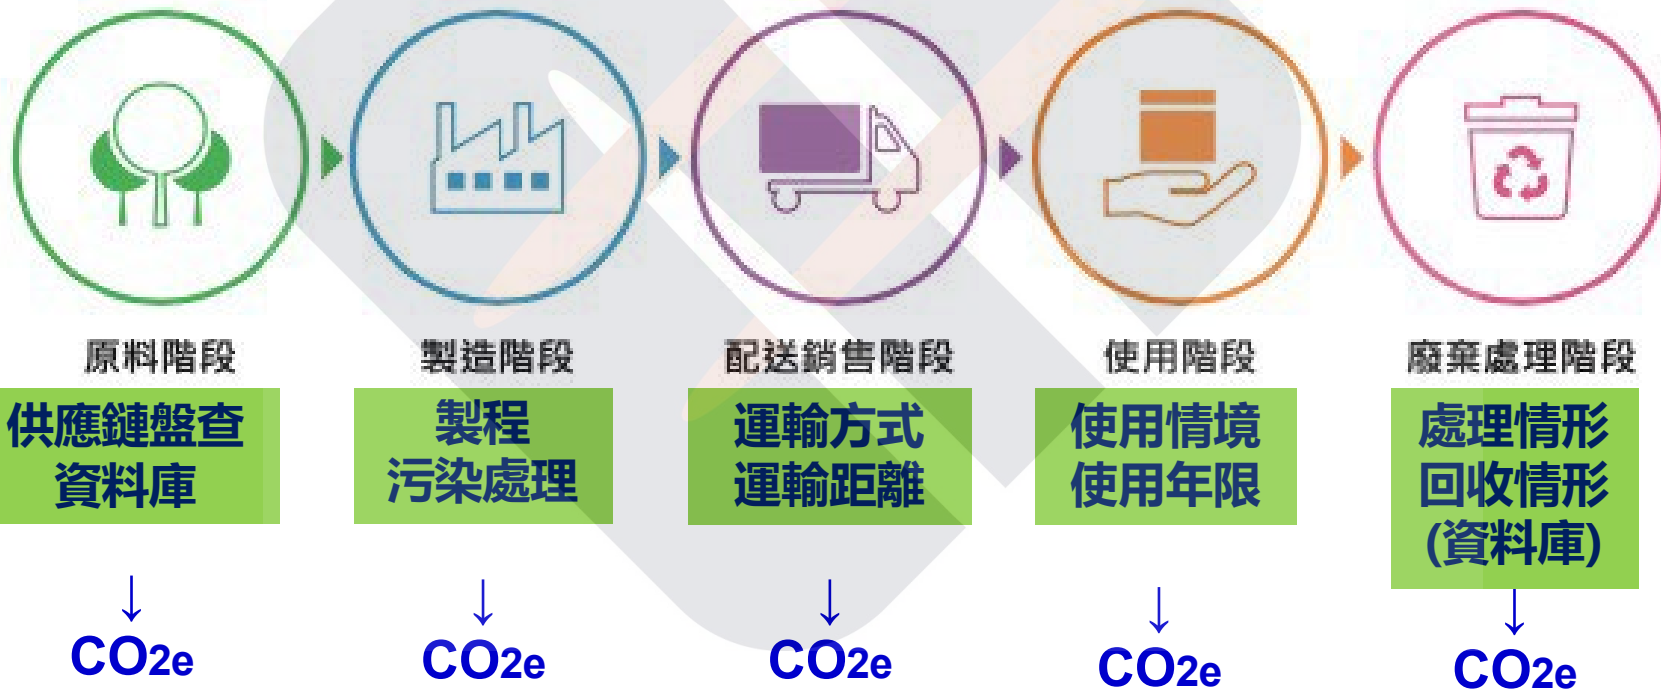 原料階段
製造階段
配送銷售階段
使用階段
廢棄處理階段
供應鏈盤查
資料庫
製程
污染處理
運輸方式
運輸距離
使用情境
使用年限
處理情形
回收情形
(資料庫)
↓
↓
↓
↓
↓
CO2e
CO2e
CO2e
CO2e
CO2e